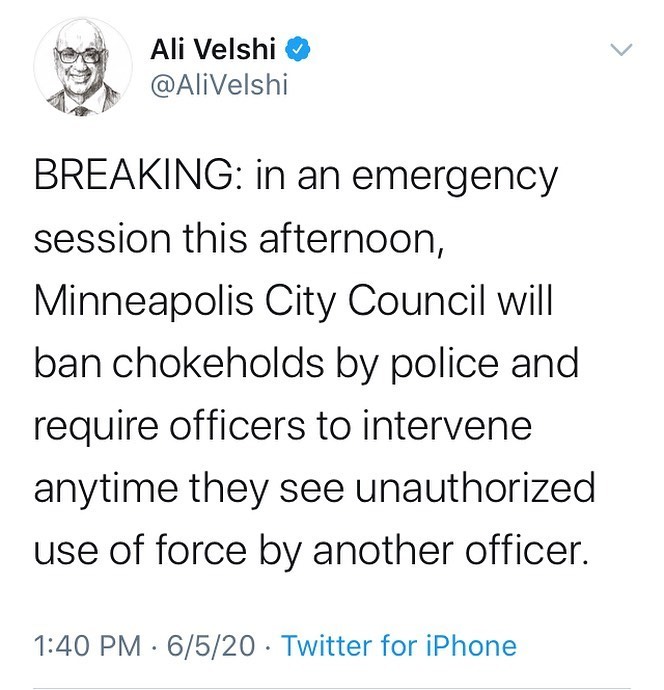 Ali Velshi
@AliVelshi
BREAKING: in an emergency
session this afternoon,
Minneapolis City Council will
ban chokeholds by police and
require officers to intervene
anytime they see unauthorized
use of force by another officer.
1:40 PM · 6/5/20 · Twitter for iPhone